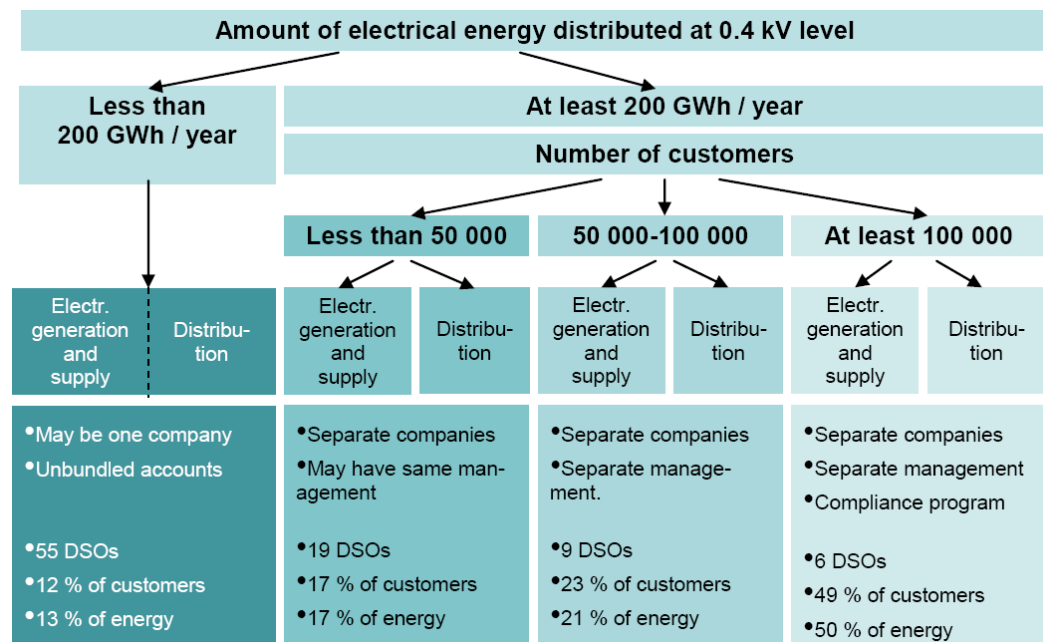 Amount of electrical energy distributed at 0.4 kV level
Less than
200 GWh / year
At least 200 GWh / year
Number of customers
Less than 50 000
50 000-100 000
At least 100 000
Electr.
generation
and
supply
Distribu-
tion
Electr.
generation
and
supply
Distribu-
tion
Electr.
generation
and
supply
Distribu-
tion
Electr.
generation
and
supply
Distribu-
tion
•May be one company
•Unbundled accounts
•55 DSOs
•12 % of customers
•13 % of energy
•Separate companies
•May have same man-
agement
•19 DSOs
•17 % of customers
•17 % of energy
•Separate companies
•Separate manage-
ment.
•9 DSOs
•23 % of customers
•21 % of energy
•Separate companies
•Separate management
•Compliance program
•6 DSOs
•49 % of customers
•50 % of energy